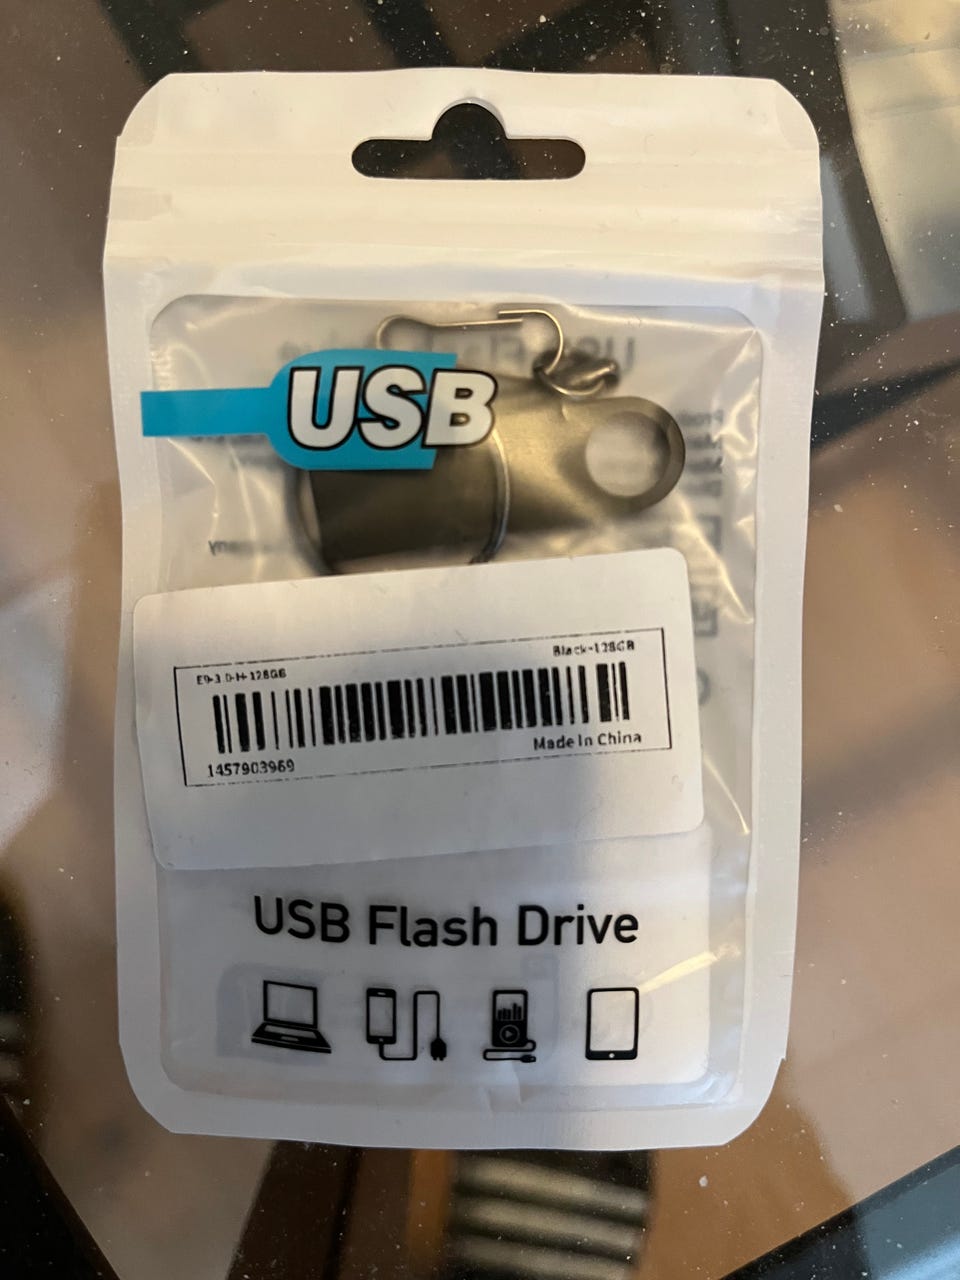 USB
E9-3.0-H-128GB
Black-128GB
1457903969
Made In China
USB Flash Drive